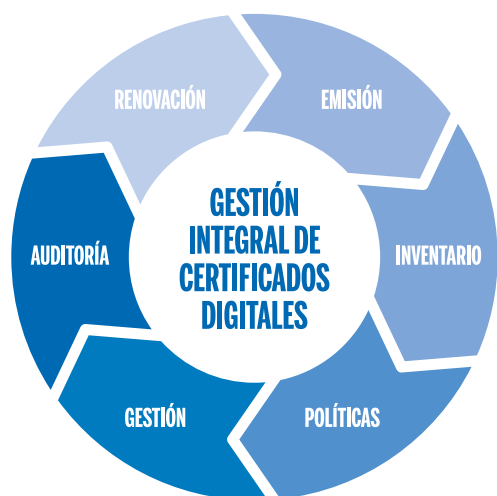 RENOVACIÓN
EMISIÓN
AUDITORÍA
GESTIÓN
INTEGRAL DE
CERTIFICADOS
DIGITALES
INVENTARIO
GESTIÓN
POLÍTICAS